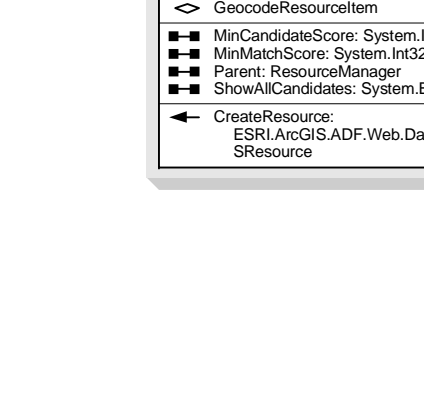 GeocodeResourceItem
MinCandidateScore: System.I
MinMatchScore: System.Int32
Parent: ResourceManager
ShowAllCandidates: System.B
CreateResource:
ESRI.ArcGIS.ADF.Web.Da
SResource